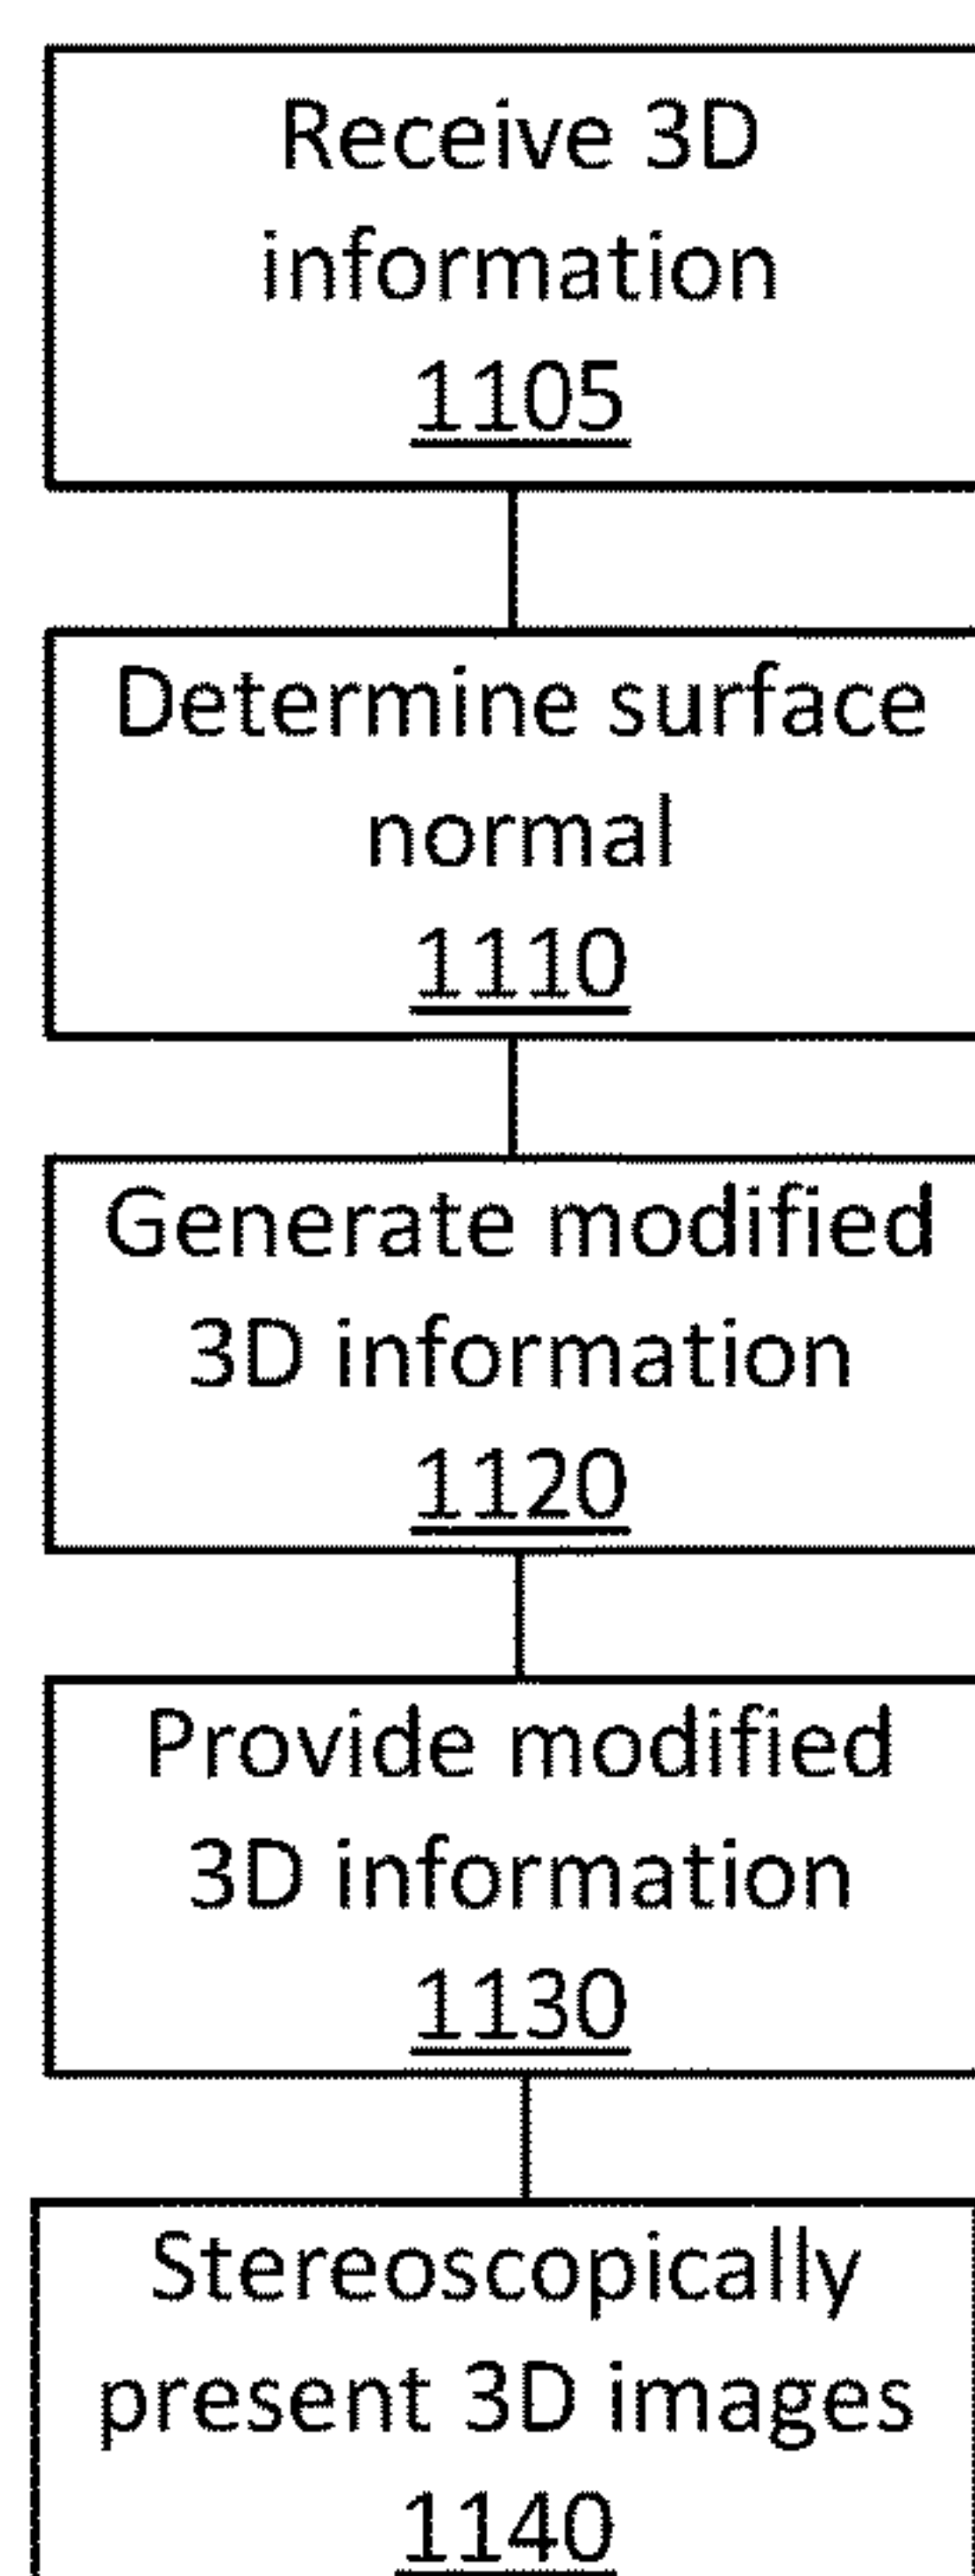 Receive 3D
information
1105
Determine surface
normal
1110
Generate modified
3D information
1120
Provide modified
3D information
1130
Stereoscopically
present 3D images
1140